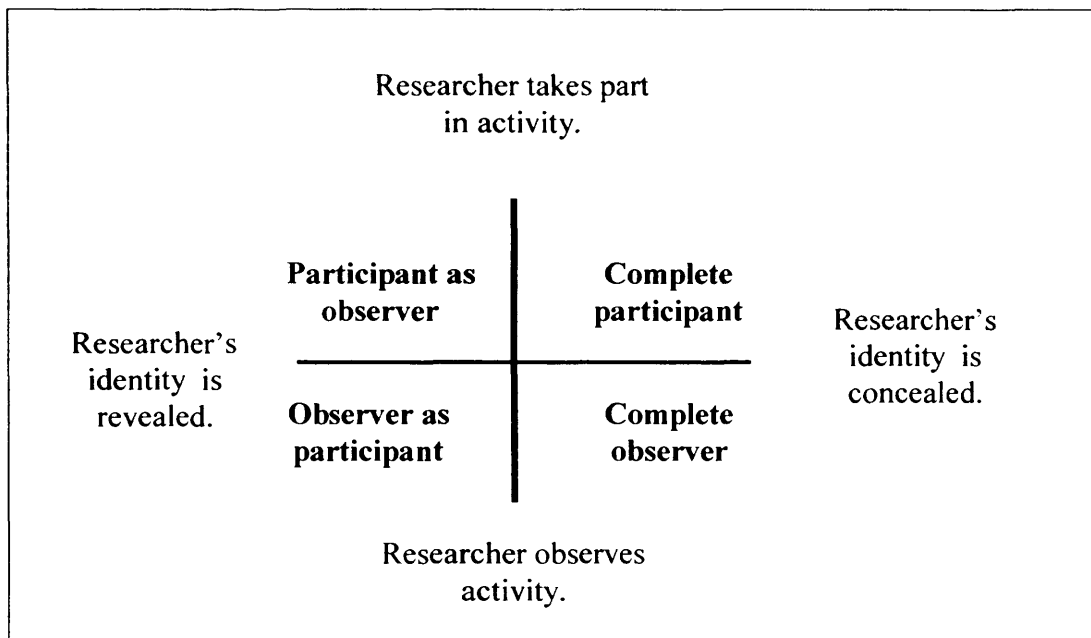 Researcher takes part
in activity.
Participant as
observer
Complete
participant
Researcher's
identity is
revealed.
Researcher's
identity is
concealed.
Observer as
participant
Complete
observer
Researcher observes
activity.